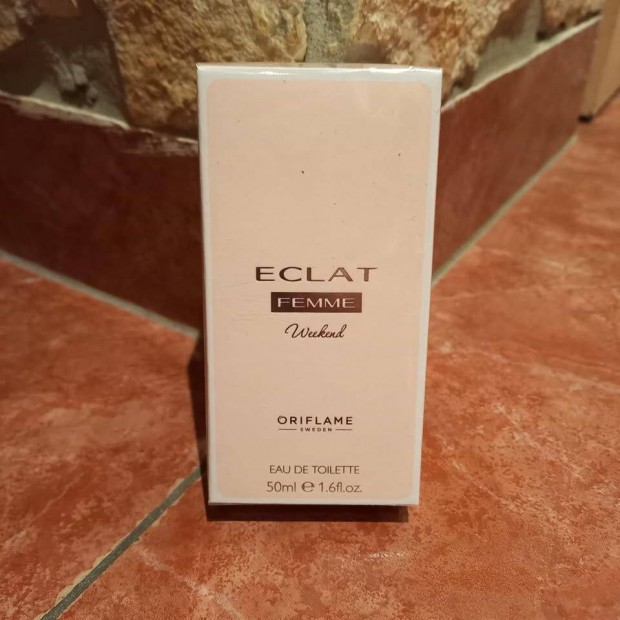 ECLAT
FEMME
Weekend
ORIFLAME
SWEDEN
EAU DE TOILETTE
50ml ℮ 1.6fl.oz.